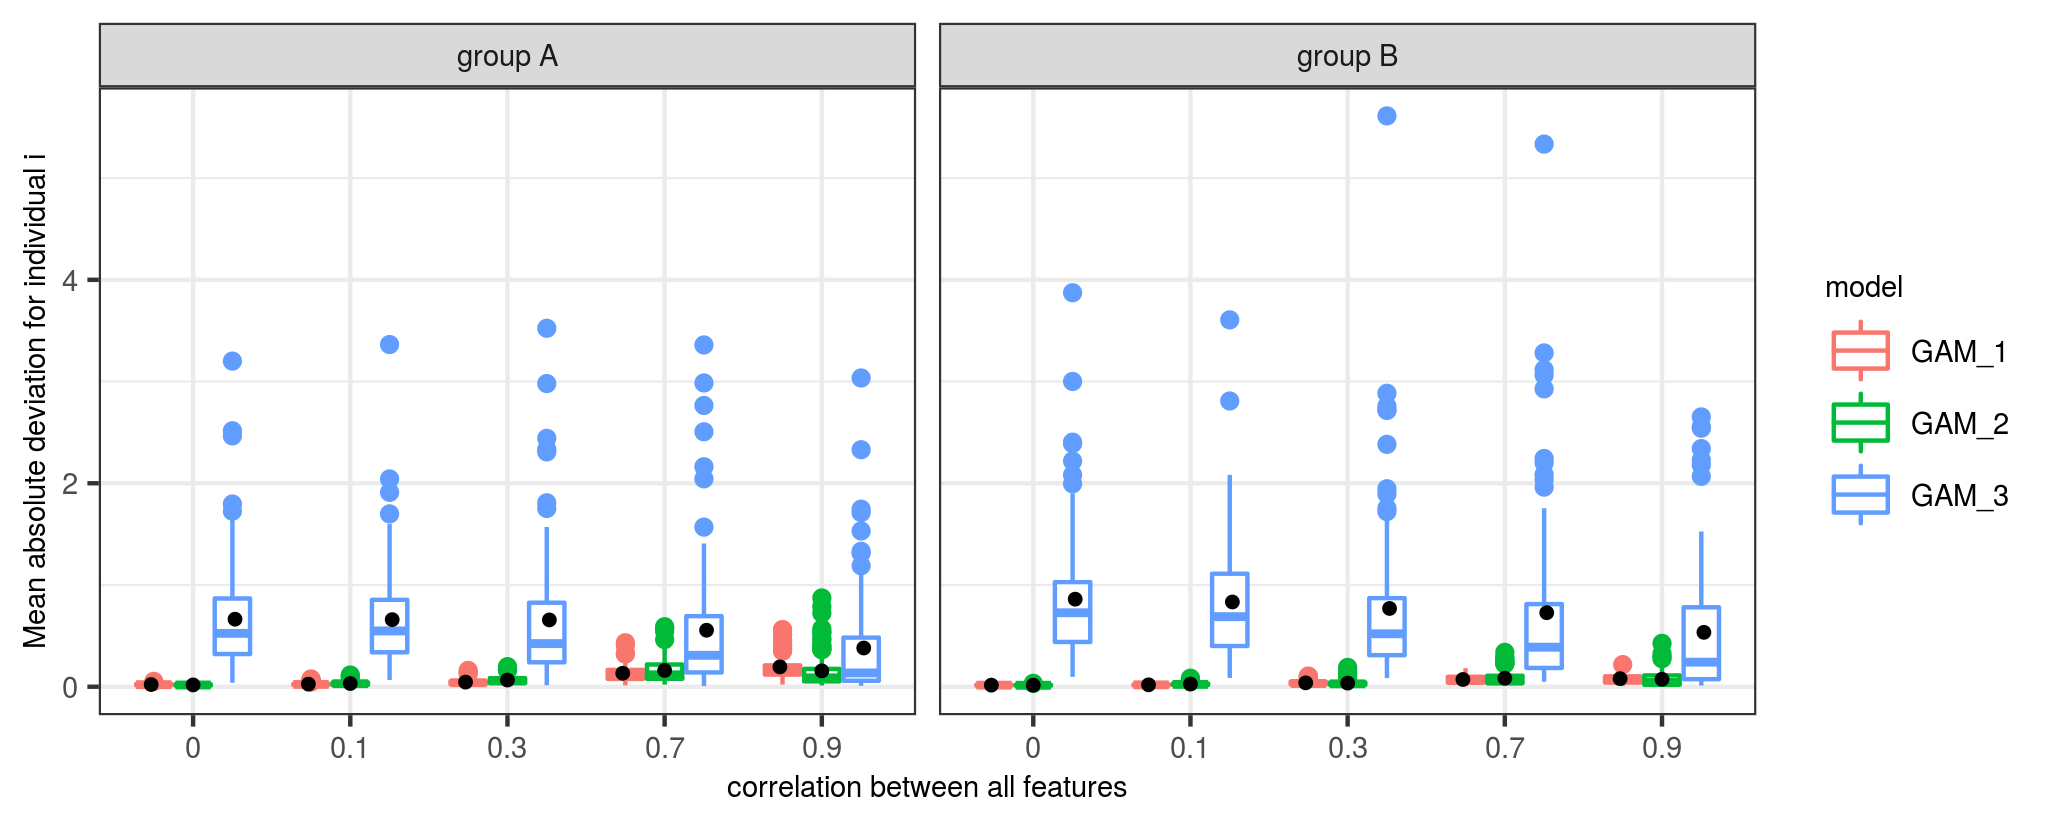 group A
group B
Mean absolute deviation for individual i
4
2
0
0 0.1 0.3 0.7 0.9
0 0.1 0.3 0.7 0.9
correlation between all features
model
GAM_1
GAM_2
GAM_3